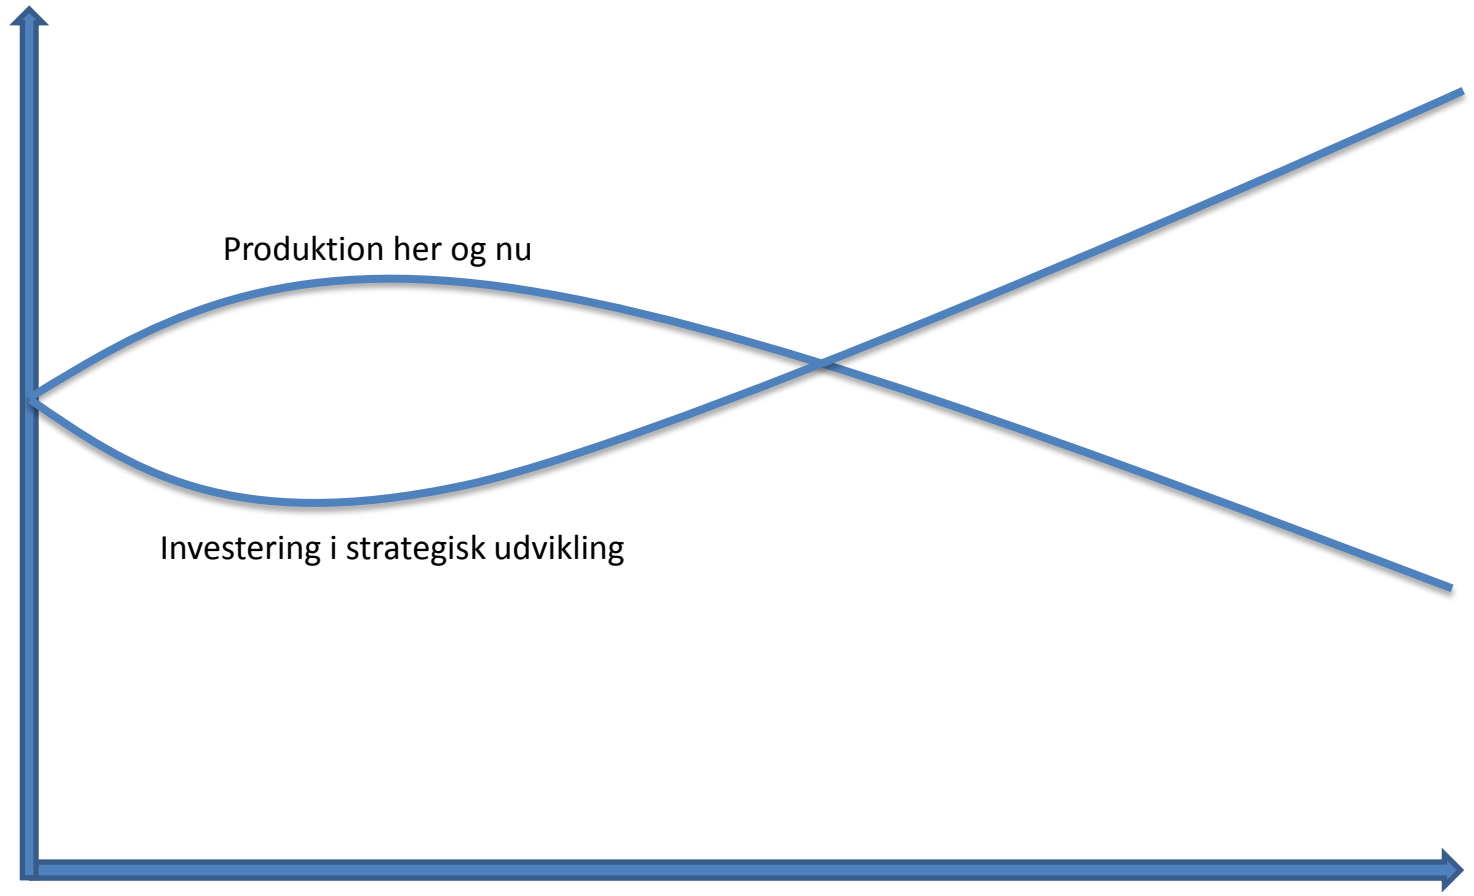 Produktion her og nu
Investering i strategisk udvikling